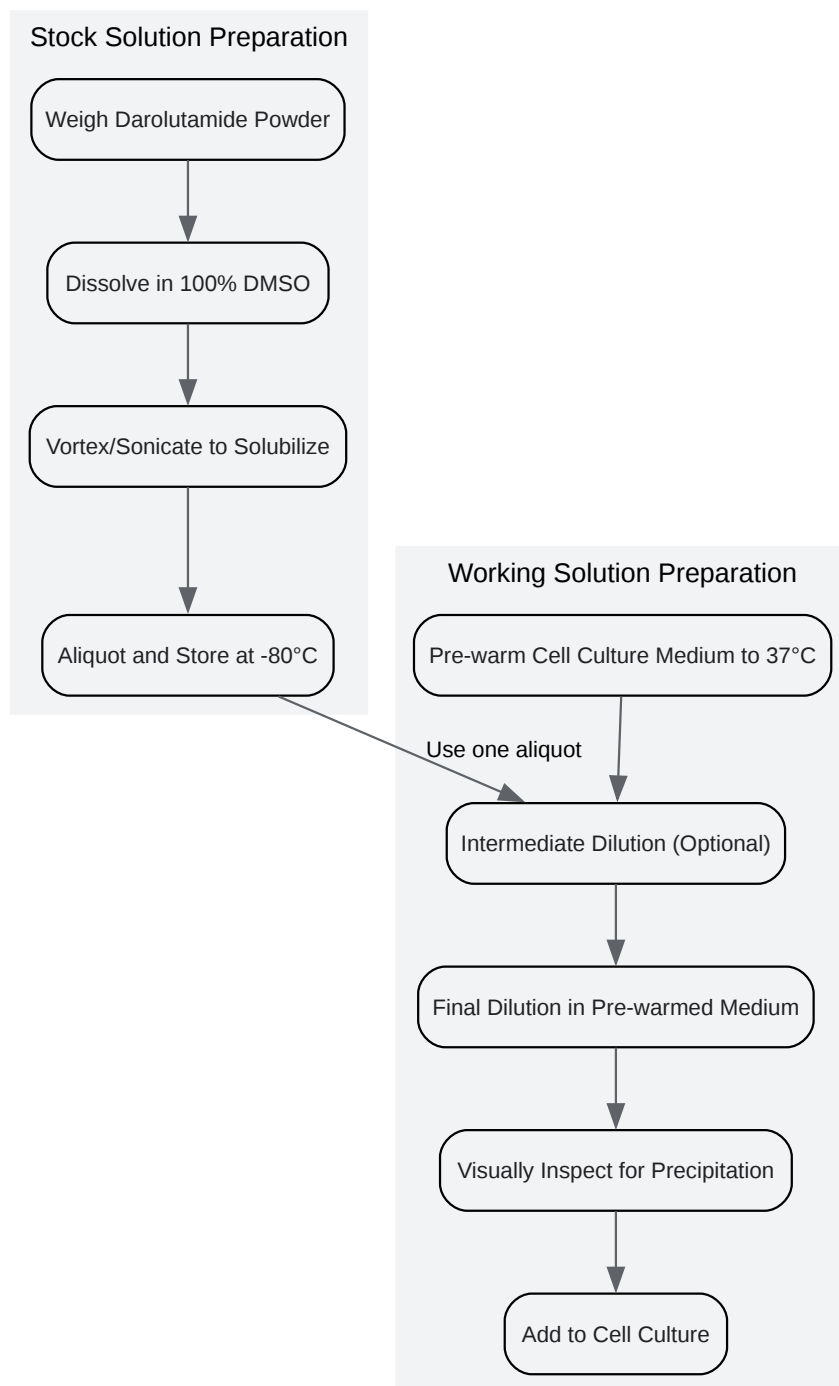 Stock Solution Preparation
Weigh Darolutamide Powder
Dissolve in 100% DMSO
Vortex/Sonicate to Solubilize
Aliquot and Store at -80°C
Working Solution Preparation
Pre-warm Cell Culture Medium to 37°C
Use one aliquot
Intermediate Dilution (Optional)
Final Dilution in Pre-warmed Medium
Visually Inspect for Precipitation
Add to Cell Culture